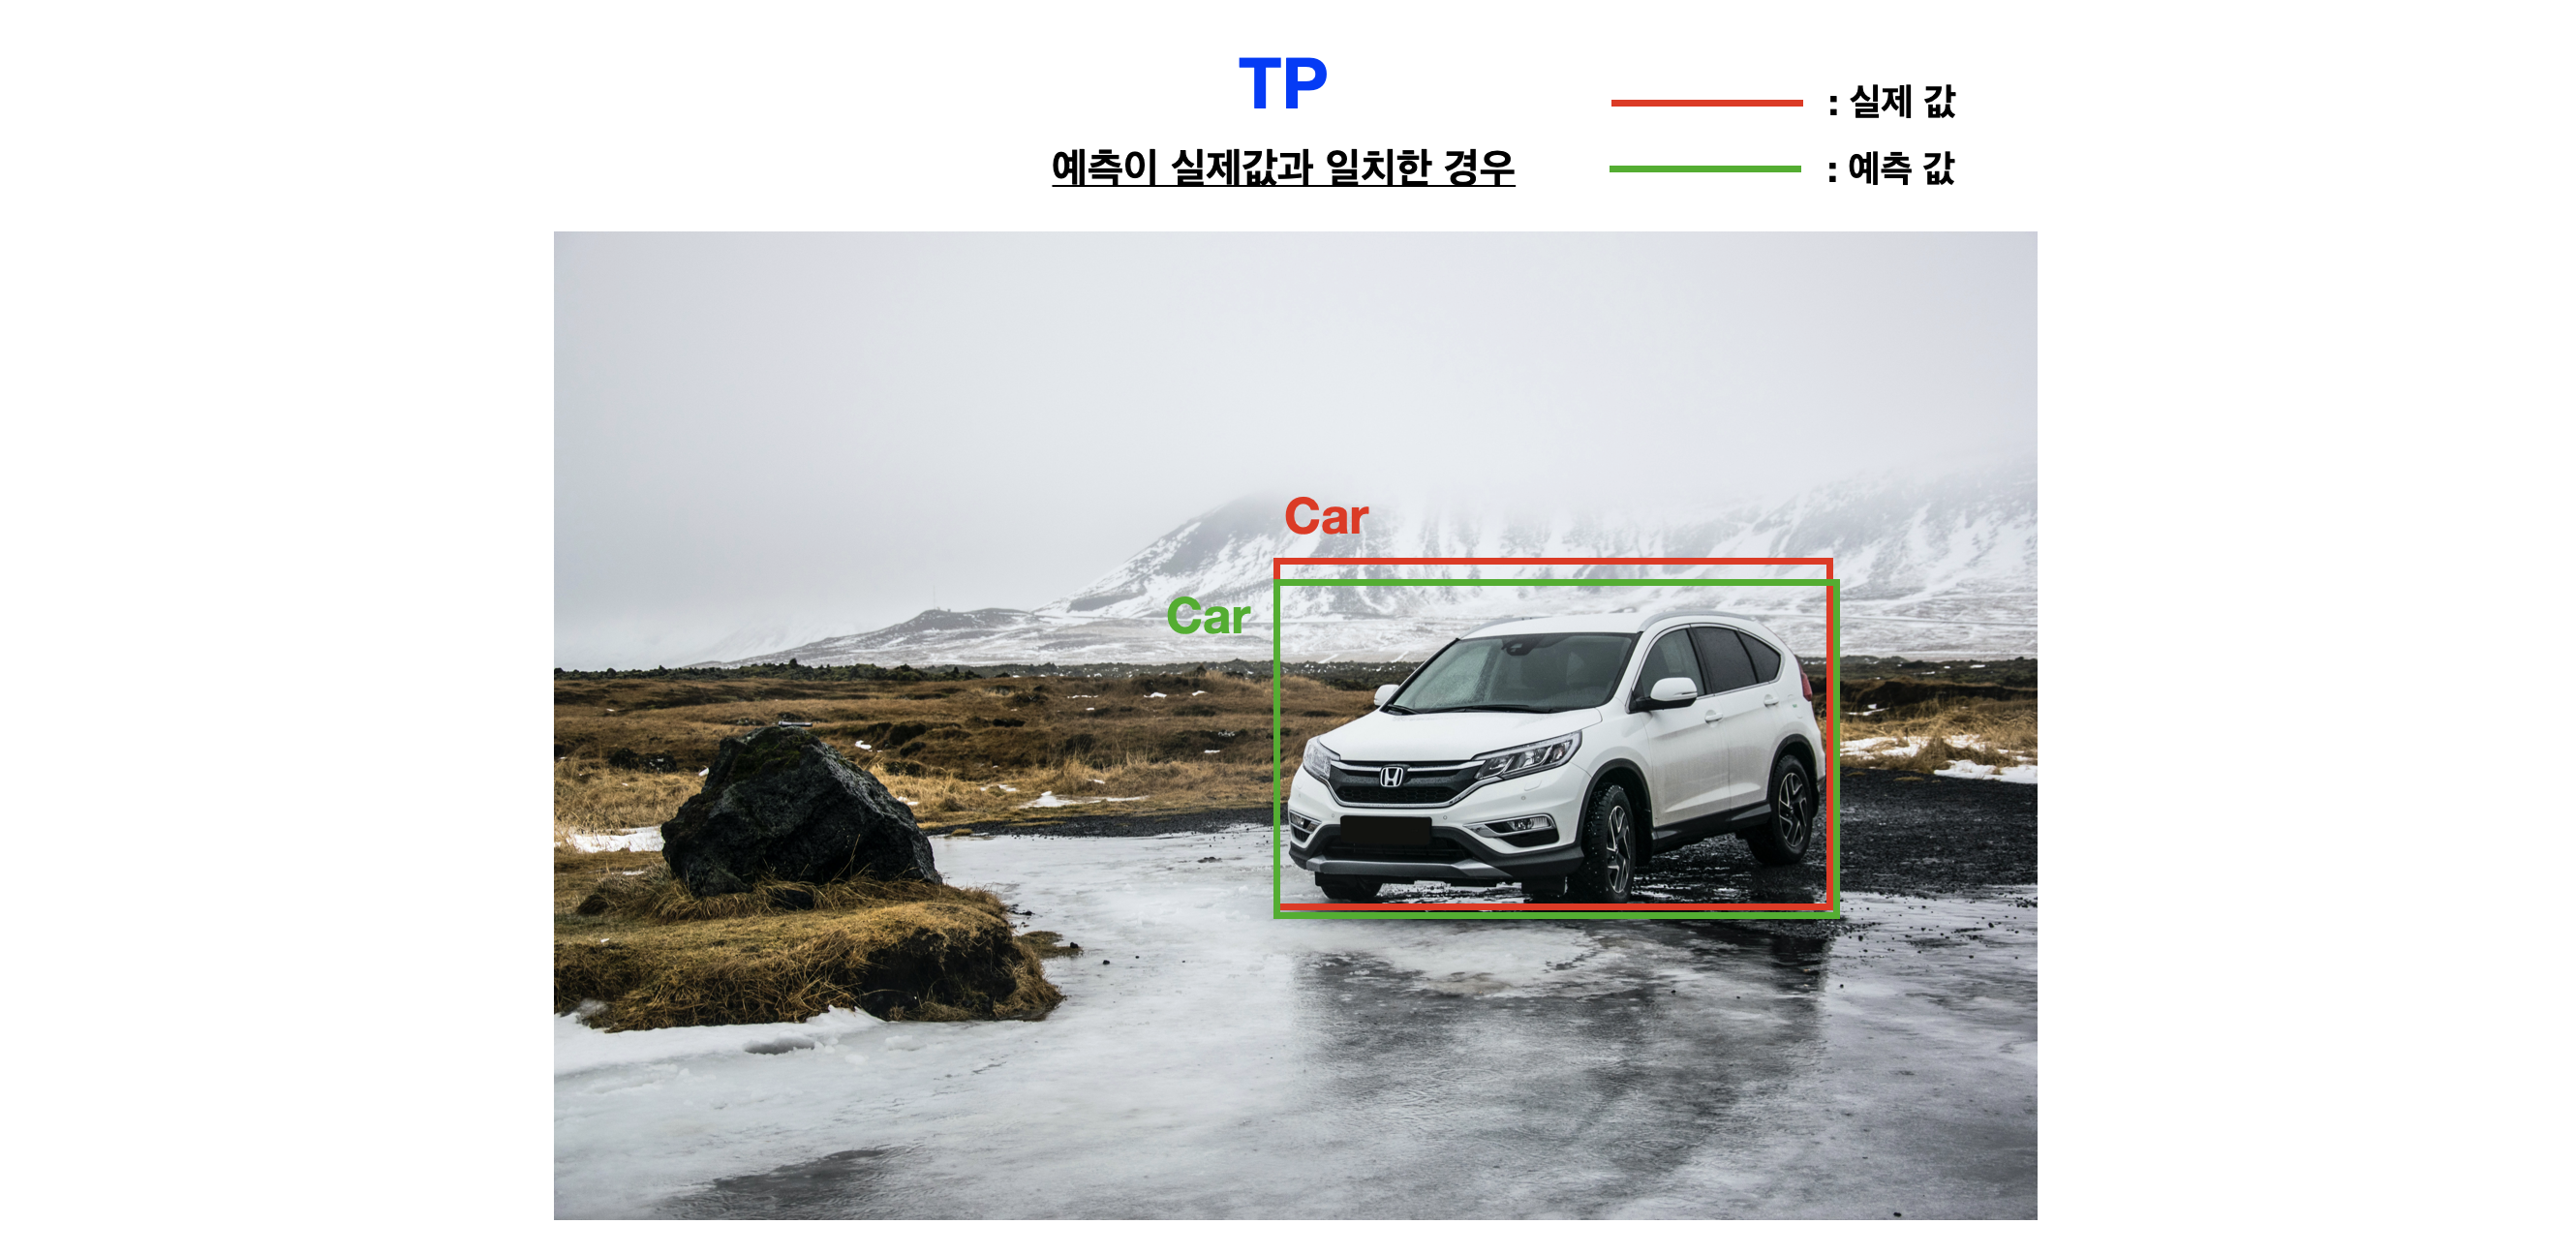 TP
예측이 실제값과 일치한 경우
: 실제 값
: 예측 값
Car
Car